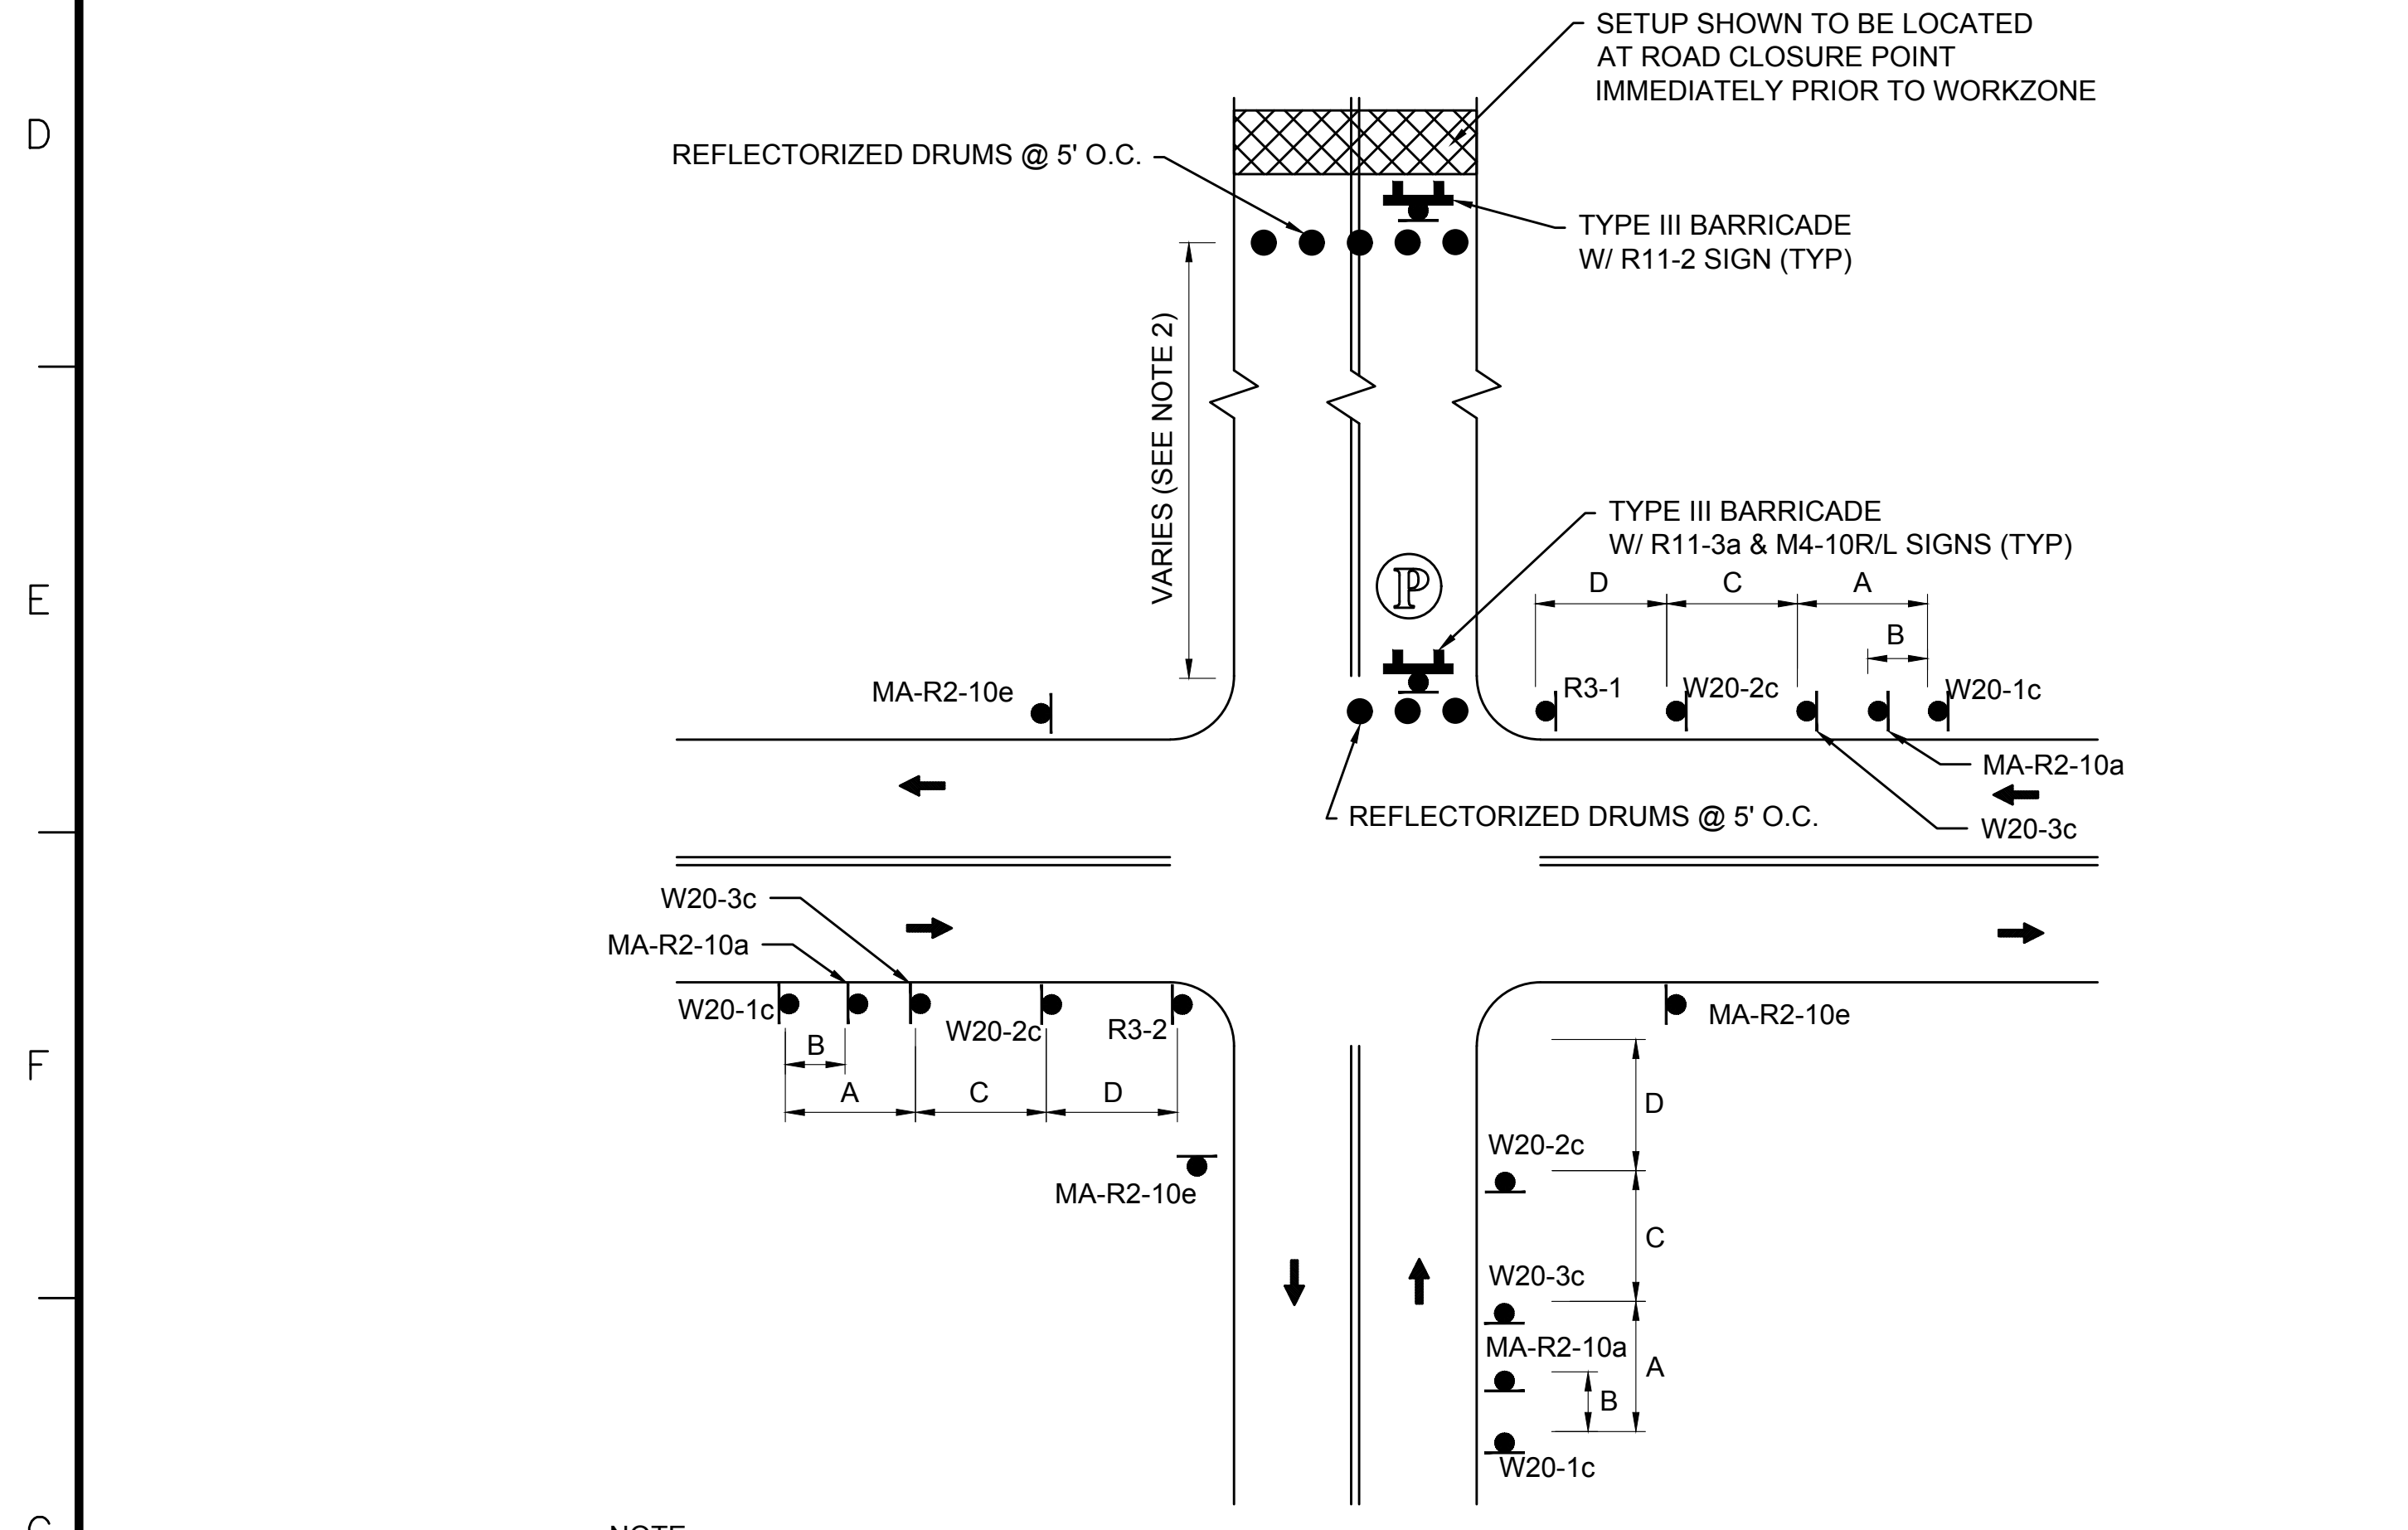 SETUP SHOWN TO BE LOCATED
AT ROAD CLOSURE POINT
IMMEDIATELY PRIOR TO WORKZONE
D
REFLECTORIZED DRUMS @ 5' O.C.
TYPE III BARRICADE
W/ R11-2 SIGN (TYP)
VARIES (SEE NOTE 2)
TYPE III BARRICADE
W/ R11-3a & M4-10R/L SIGNS (TYP)
P
E
D
C
A
B
MA-R2-10e
R3-1
W20-2c
W20-1c
MA-R2-10a
REFLECTORIZED DRUMS @ 5' O.C.
W20-3c
W20-3c
MA-R2-10a
W20-1c
W20-2c
R3-2
MA-R2-10e
F
B
A
C
D
D
W20-2c
MA-R2-10e
C
W20-3c
MA-R2-10a
A
B
W20-1c